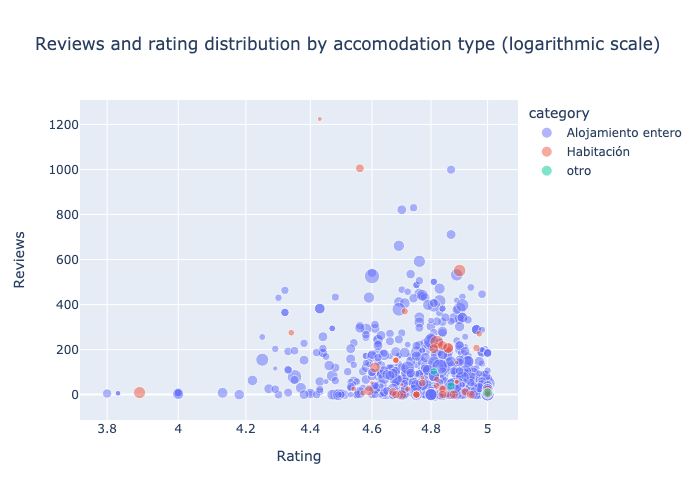 Reviews and rating distribution by accomodation type (logarithmic scale)
category
Alojamiento entero
Habitación
otro
Reviews
1200
1000
800
600
400
200
0
3.8 4 4.2 4.4 4.6 4.8 5
Rating